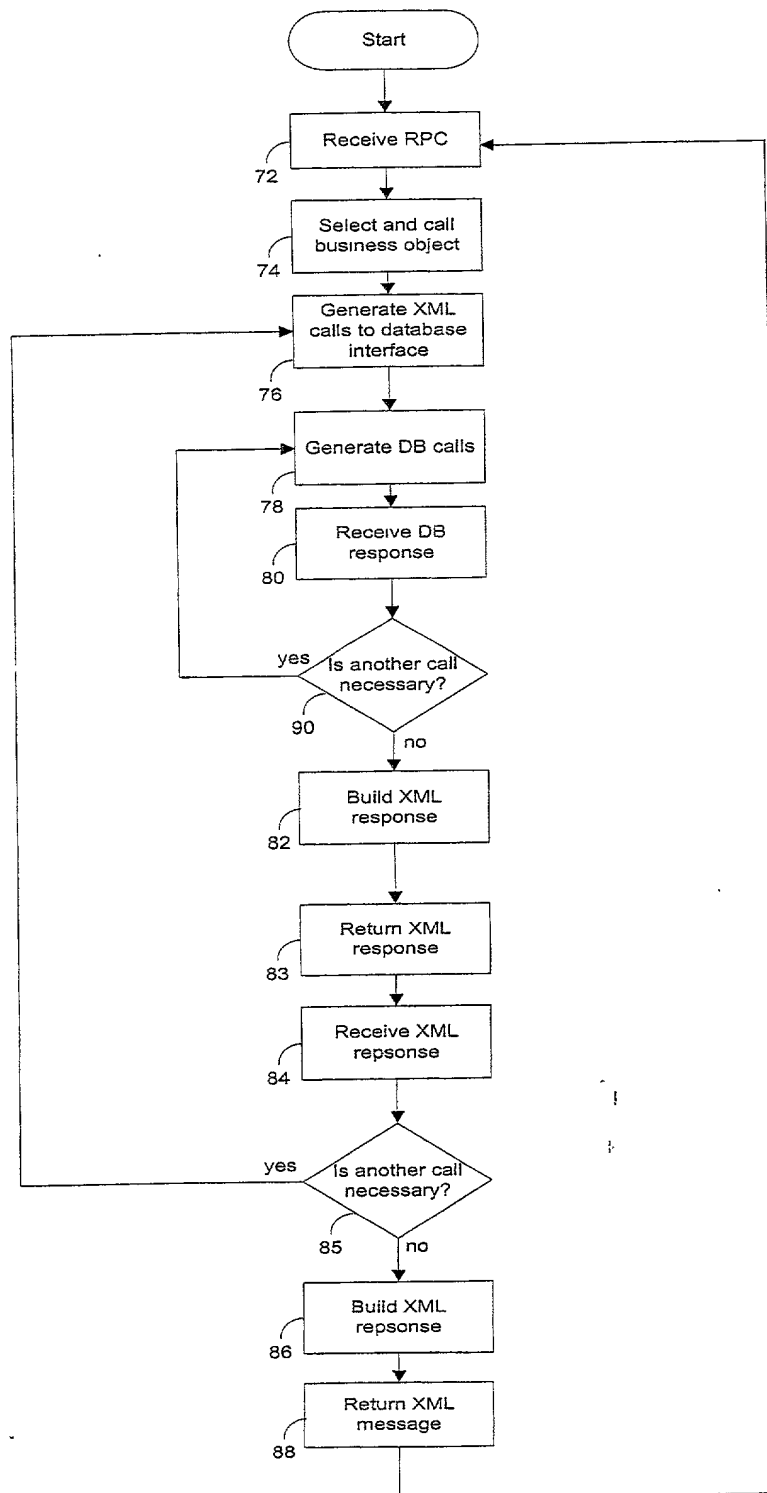 Start
Receive RPC
72
Select and call
business object
74
Generate XML
calls to database
interface
76
Generate DB calls
78
Receive DB
response
80
yes
Is another call
necessary?
90
no
Build XML
response
82
Return XML
response
83
Receive XML
repsonse
84
yes
Is another call
necessary?
85
no
Build XML
repsonse
86
Return XML
message
88